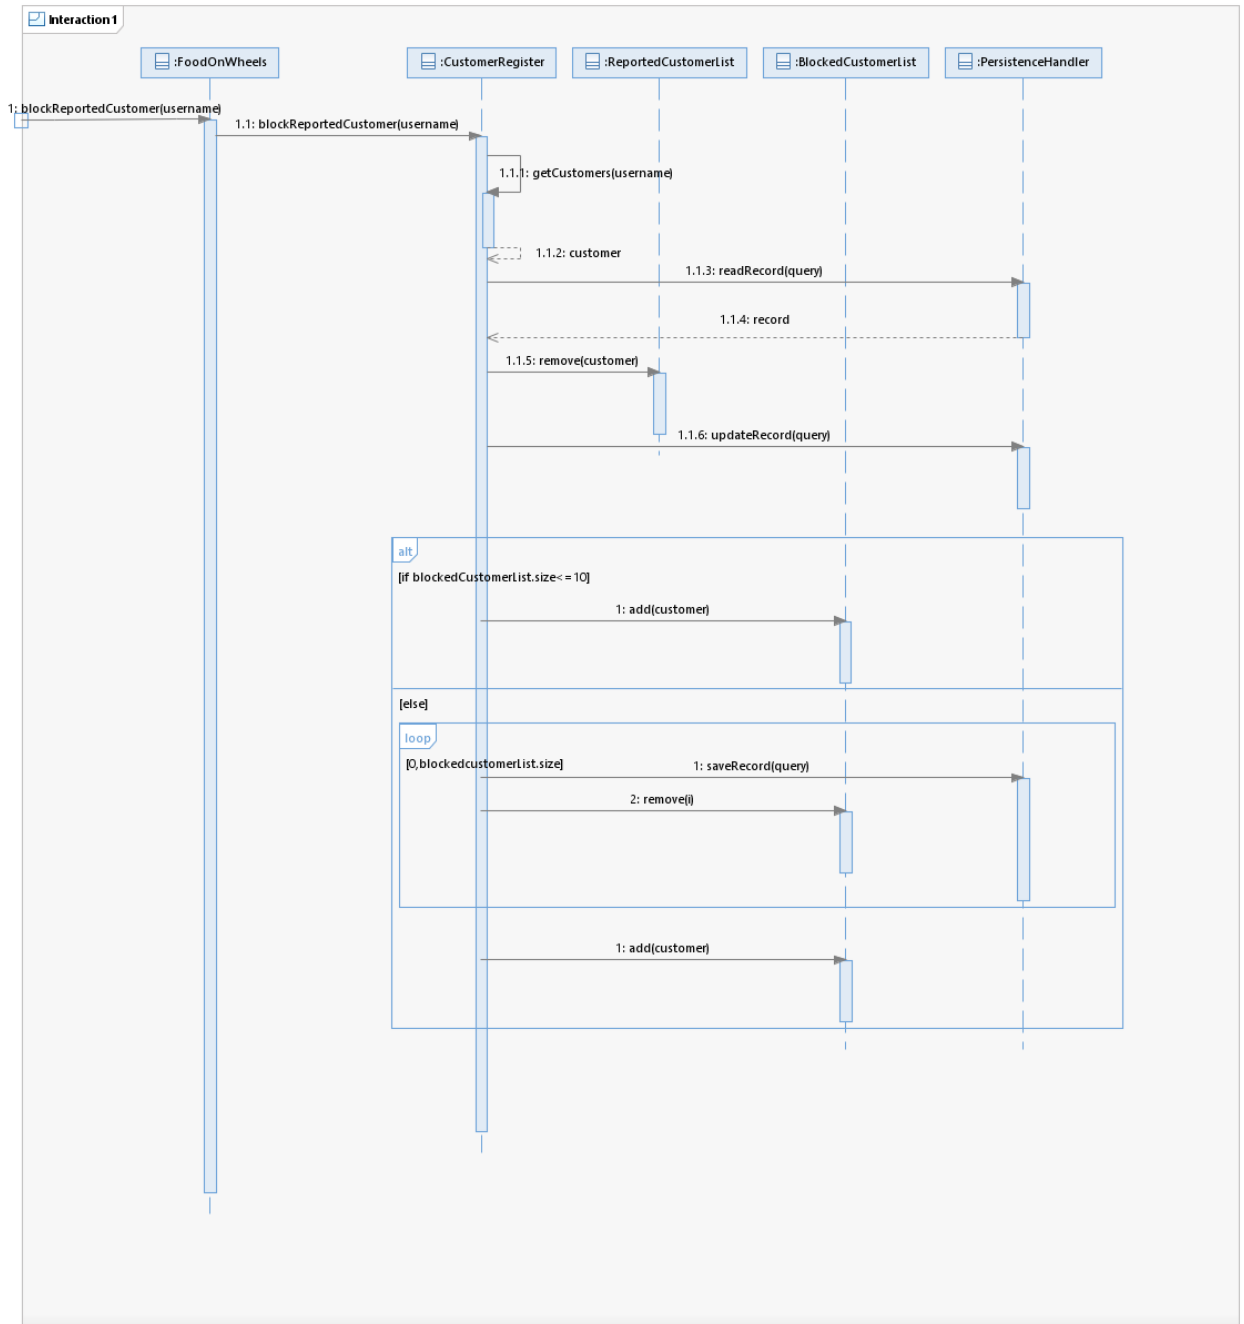 Interaction1
:FoodOnWheels
:CustomerRegister
:ReportedCustomerList
:BlockedCustomerList
:PersistenceHandler
1: blockReportedCustomer(username)
1.1: blockReportedCustomer(username)
1.1.1: getCustomers(username)
1.1.2: customer
1.1.3: readRecord(query)
1.1.4: record
1.1.5: remove(customer)
1.1.6: updateRecord(query)
alt
[if blockedCustomerList.size<=10]
1: add(customer)
[else]
loop
[0,blockedcustomerList.size]
1: saveRecord(query)
2: remove(i)
1: add(customer)